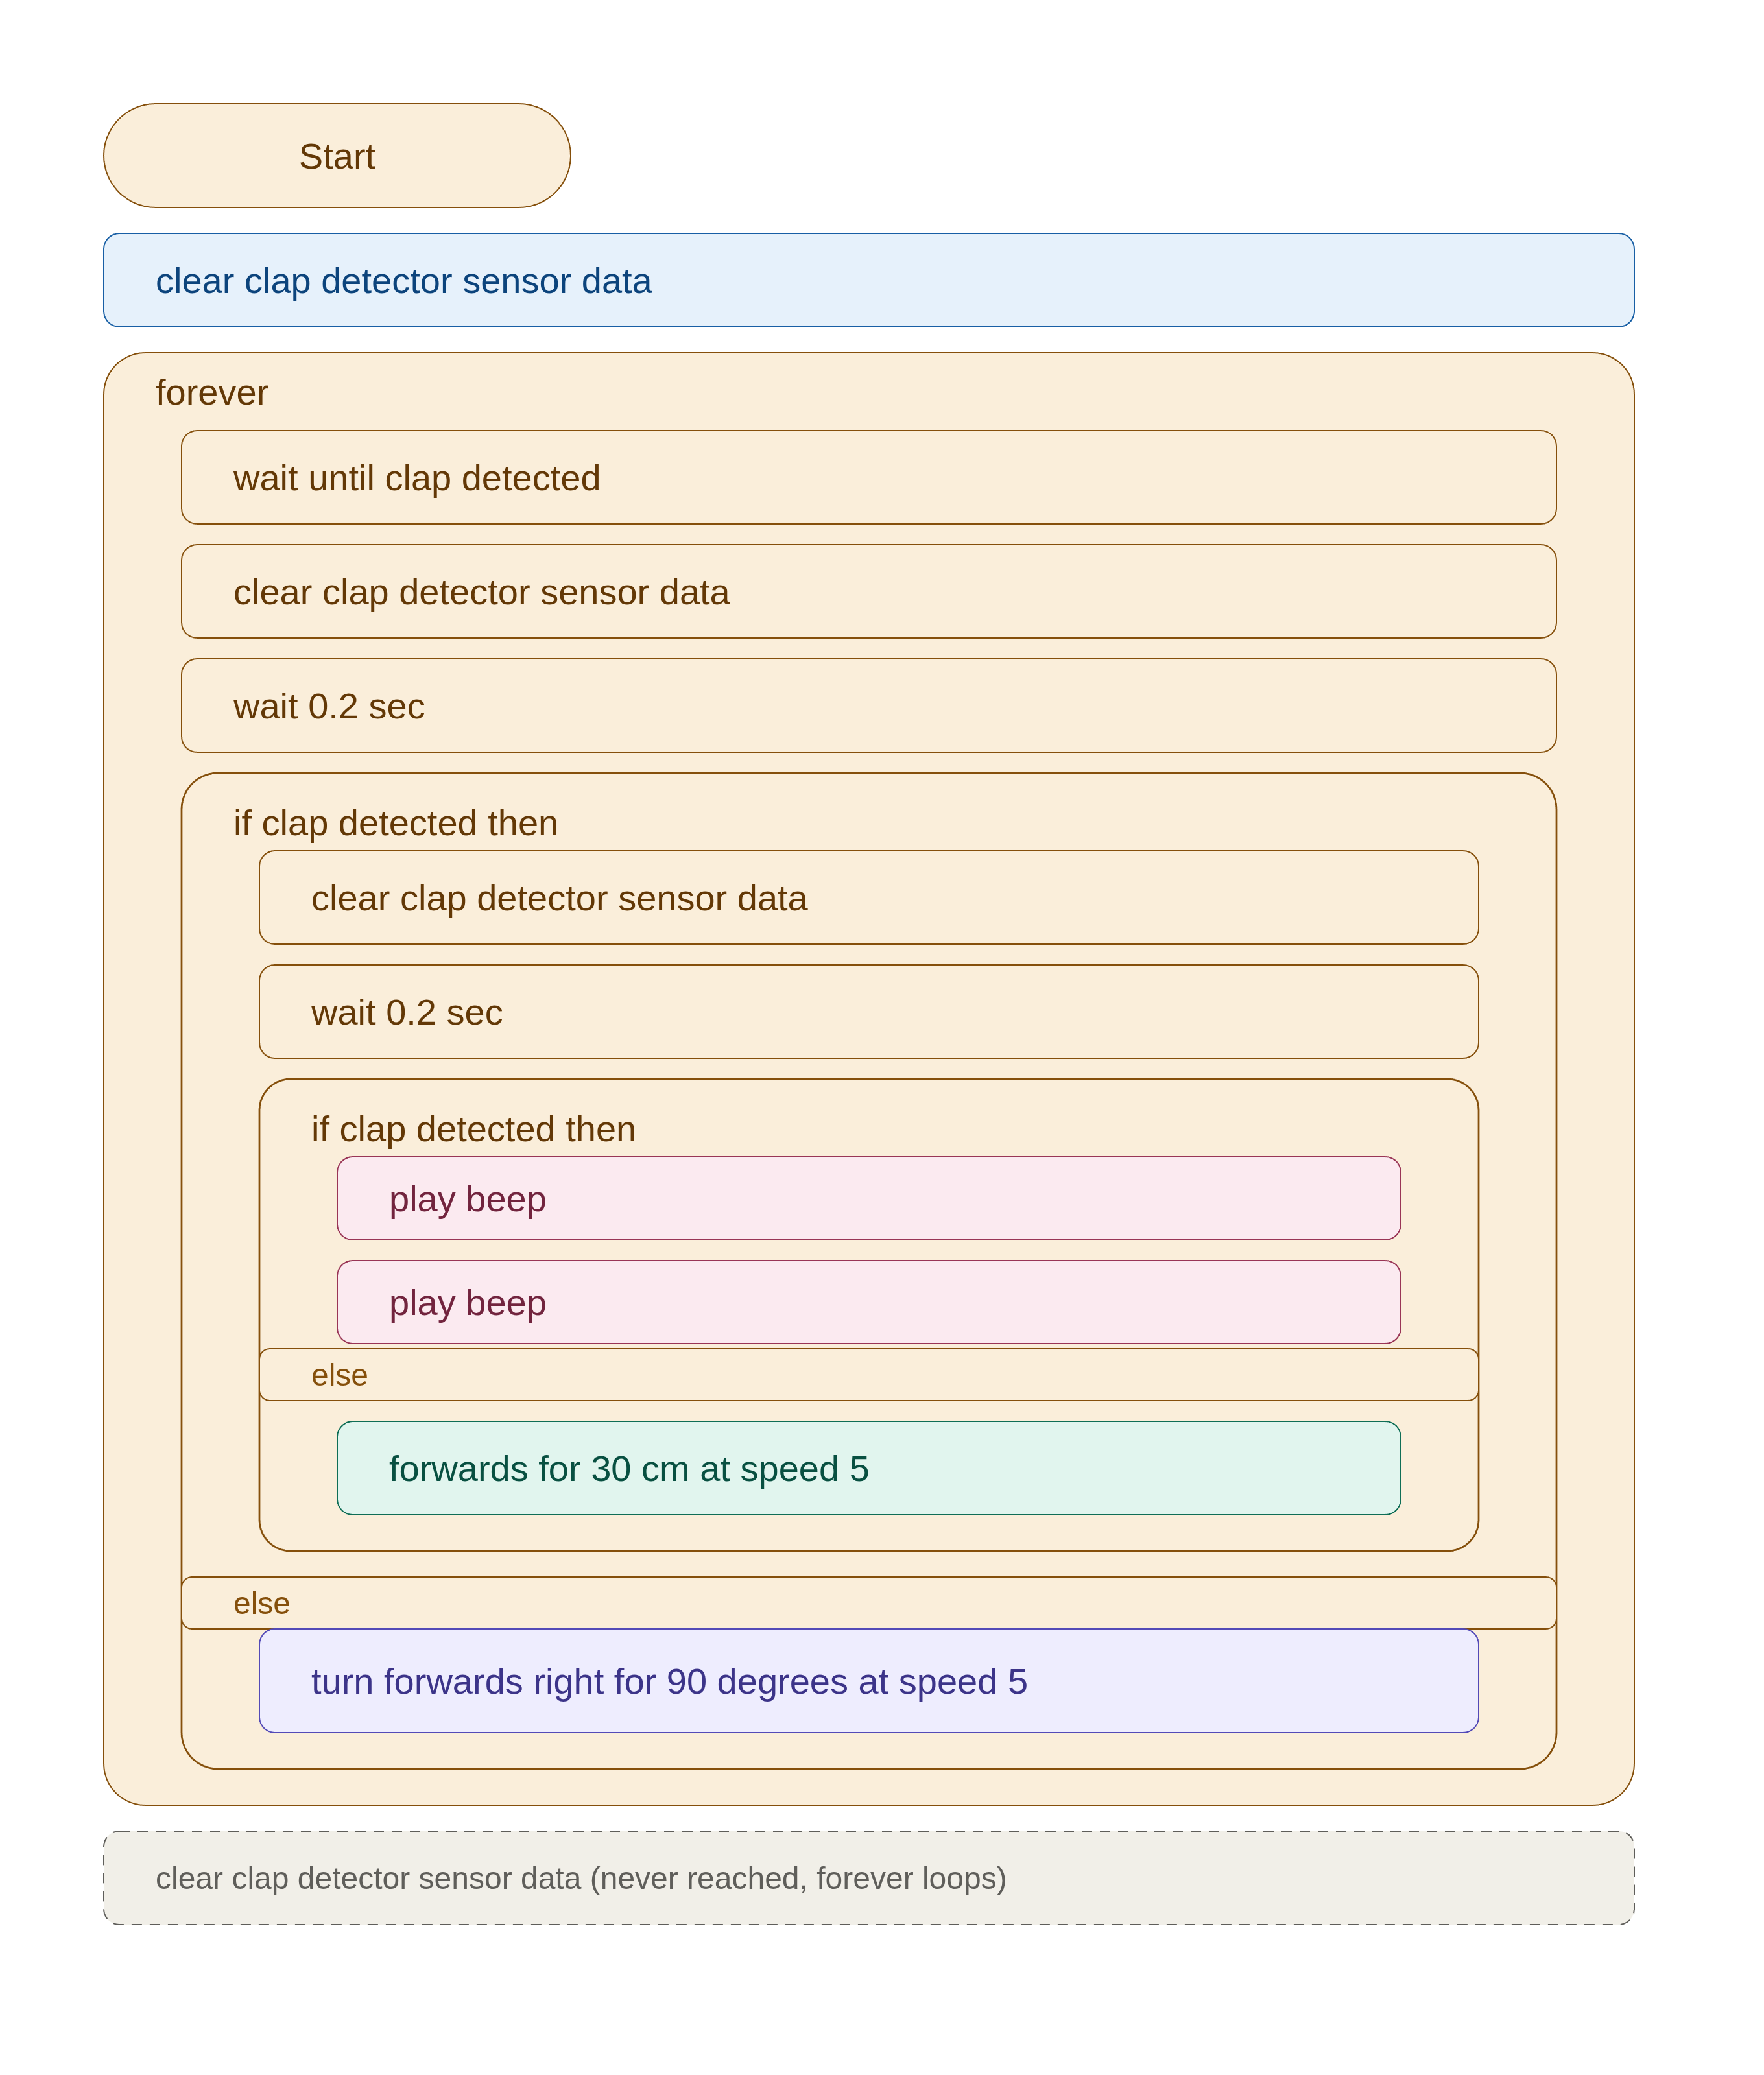 Start
clear clap detector sensor data
forever
wait until clap detected
clear clap detector sensor data
wait 0.2 sec
if clap detected then
clear clap detector sensor data
wait 0.2 sec
if clap detected then
play beep
play beep
else
forwards for 30 cm at speed 5
else
turn forwards right for 90 degrees at speed 5
clear clap detector sensor data (never reached, forever loops)